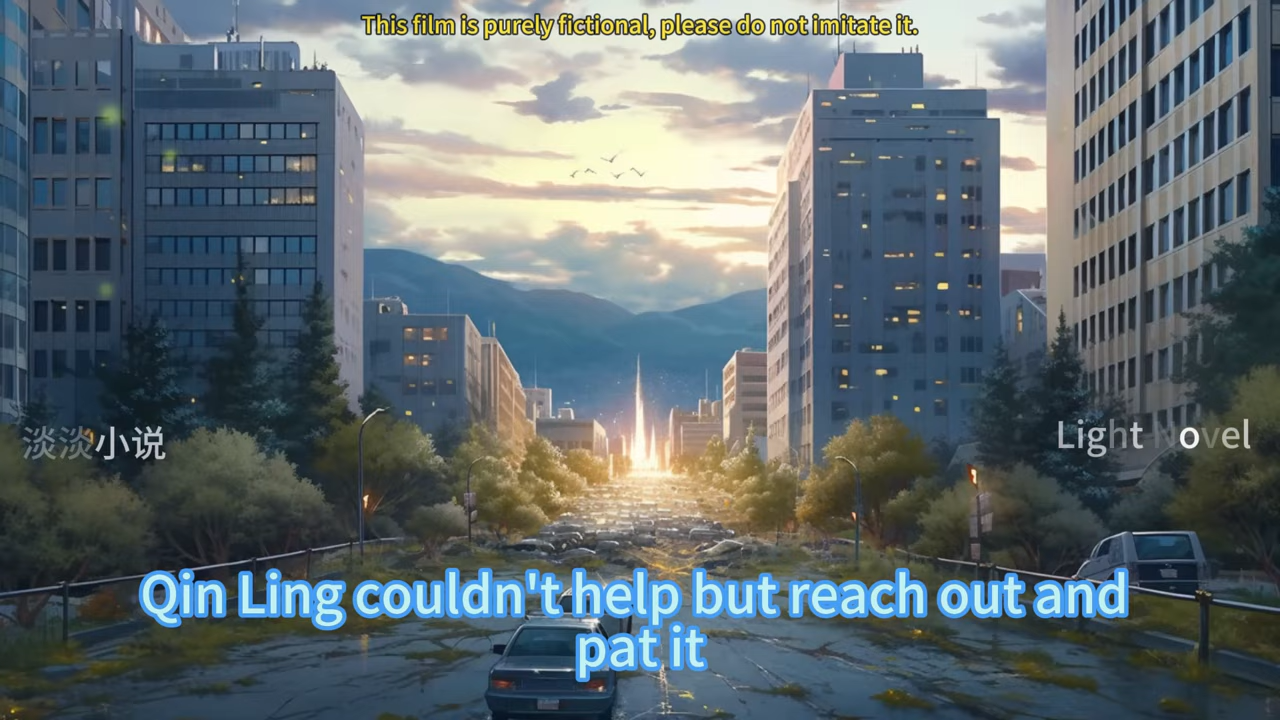 This film is purely fictional, please do not imitate it.
淡淡小说
Light Novel
Qin Ling couldn't help but reach out and
pat it